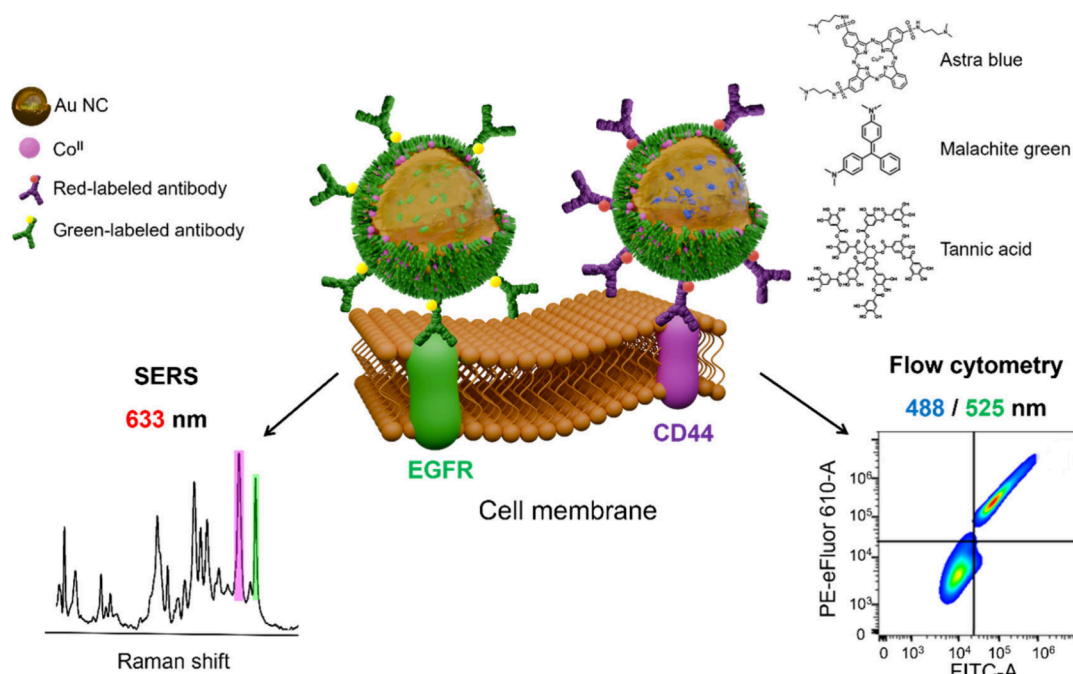 Au NC
Co^II
Red-labeled antibody
Green-labeled antibody
Astra blue
Malachite green
Tannic acid
SERS
633 nm
EGFR
CD44
Cell membrane
Raman shift
Flow cytometry
488 / 525 nm
PE-eFluor 610-A
10^6
10^5
10^4
10^3
0
0 10^3 10^4 10^5 10^6
FITC-A